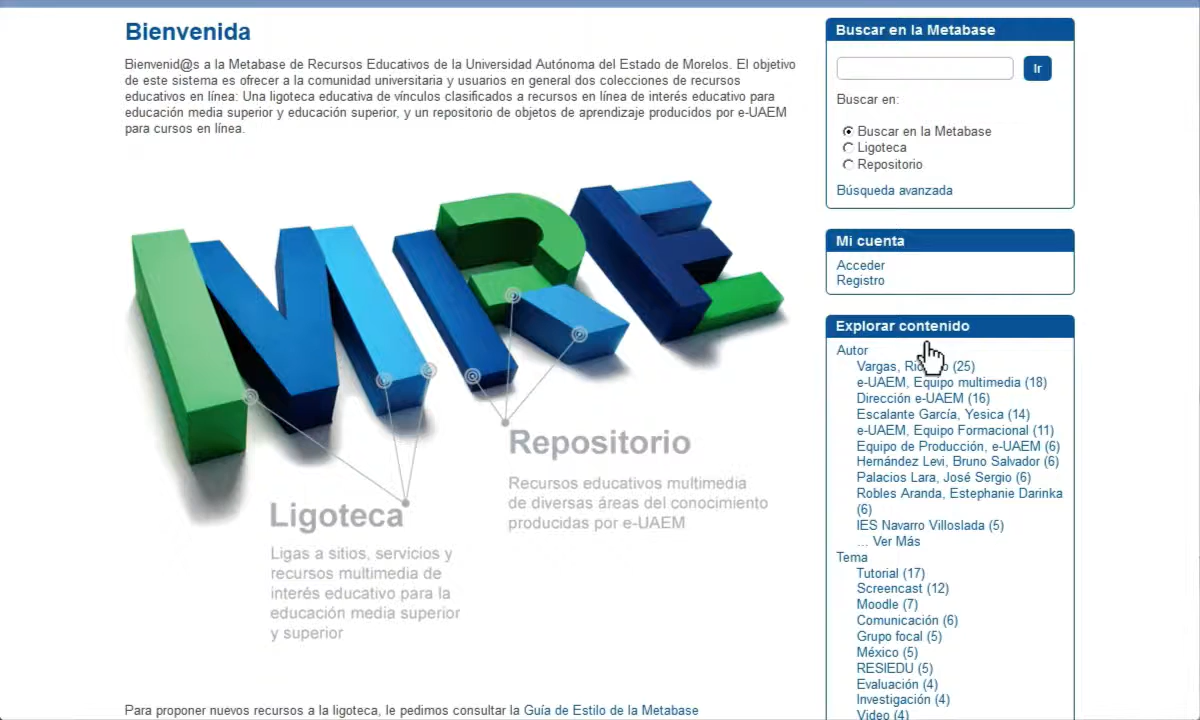 Bienvenida
Bienvenid@s a la Metabase de Recursos Educativos de la Universidad Autónoma del Estado de Morelos. El objetivo
de este sistema es ofrecer a la comunidad universitaria y usuarios en general dos colecciones de recursos
educativos en línea: Una ligoteca educativa de vínculos clasificados a recursos en línea de interés educativo para
educación media superior y educación superior, y un repositorio de objetos de aprendizaje producidos por e-UAEM
para cursos en línea.
MRE
Repositorio
Recursos educativos multimedia
de diversas áreas del conocimiento
producidas por e-UAEM
Ligoteca
Ligas a sitios, servicios y
recursos multimedia de
interés educativo para la
educación media superior
y superior
Para proponer nuevos recursos a la ligoteca, le pedimos consultar la Guía de Estilo de la Metabase
Buscar en la Metabase
Ir
Buscar en:
Buscar en la Metabase
Ligoteca
Repositorio
Búsqueda avanzada
Mi cuenta
Acceder
Registro
Explorar contenido
Autor
Vargas, (25)
e-UAEM, Equipo multimedia (18)
Dirección e-UAEM (16)
Escalante García, Yesica (14)
e-UAEM, Equipo Formacional (11)
Equipo de Producción, e-UAEM (6)
Hernández Levi, Bruno Salvador (6)
Palacios Lara, José Sergio (6)
Robles Aranda, Estephanie Darinka
(6)
IES Navarro Villoslada (5)
... Ver Más
Tema
Tutorial (17)
Screencast (12)
Moodle (7)
Comunicación (6)
Grupo focal (5)
México (5)
RESIEDU (5)
Evaluación (4)
Investigación (4)
Video (4)